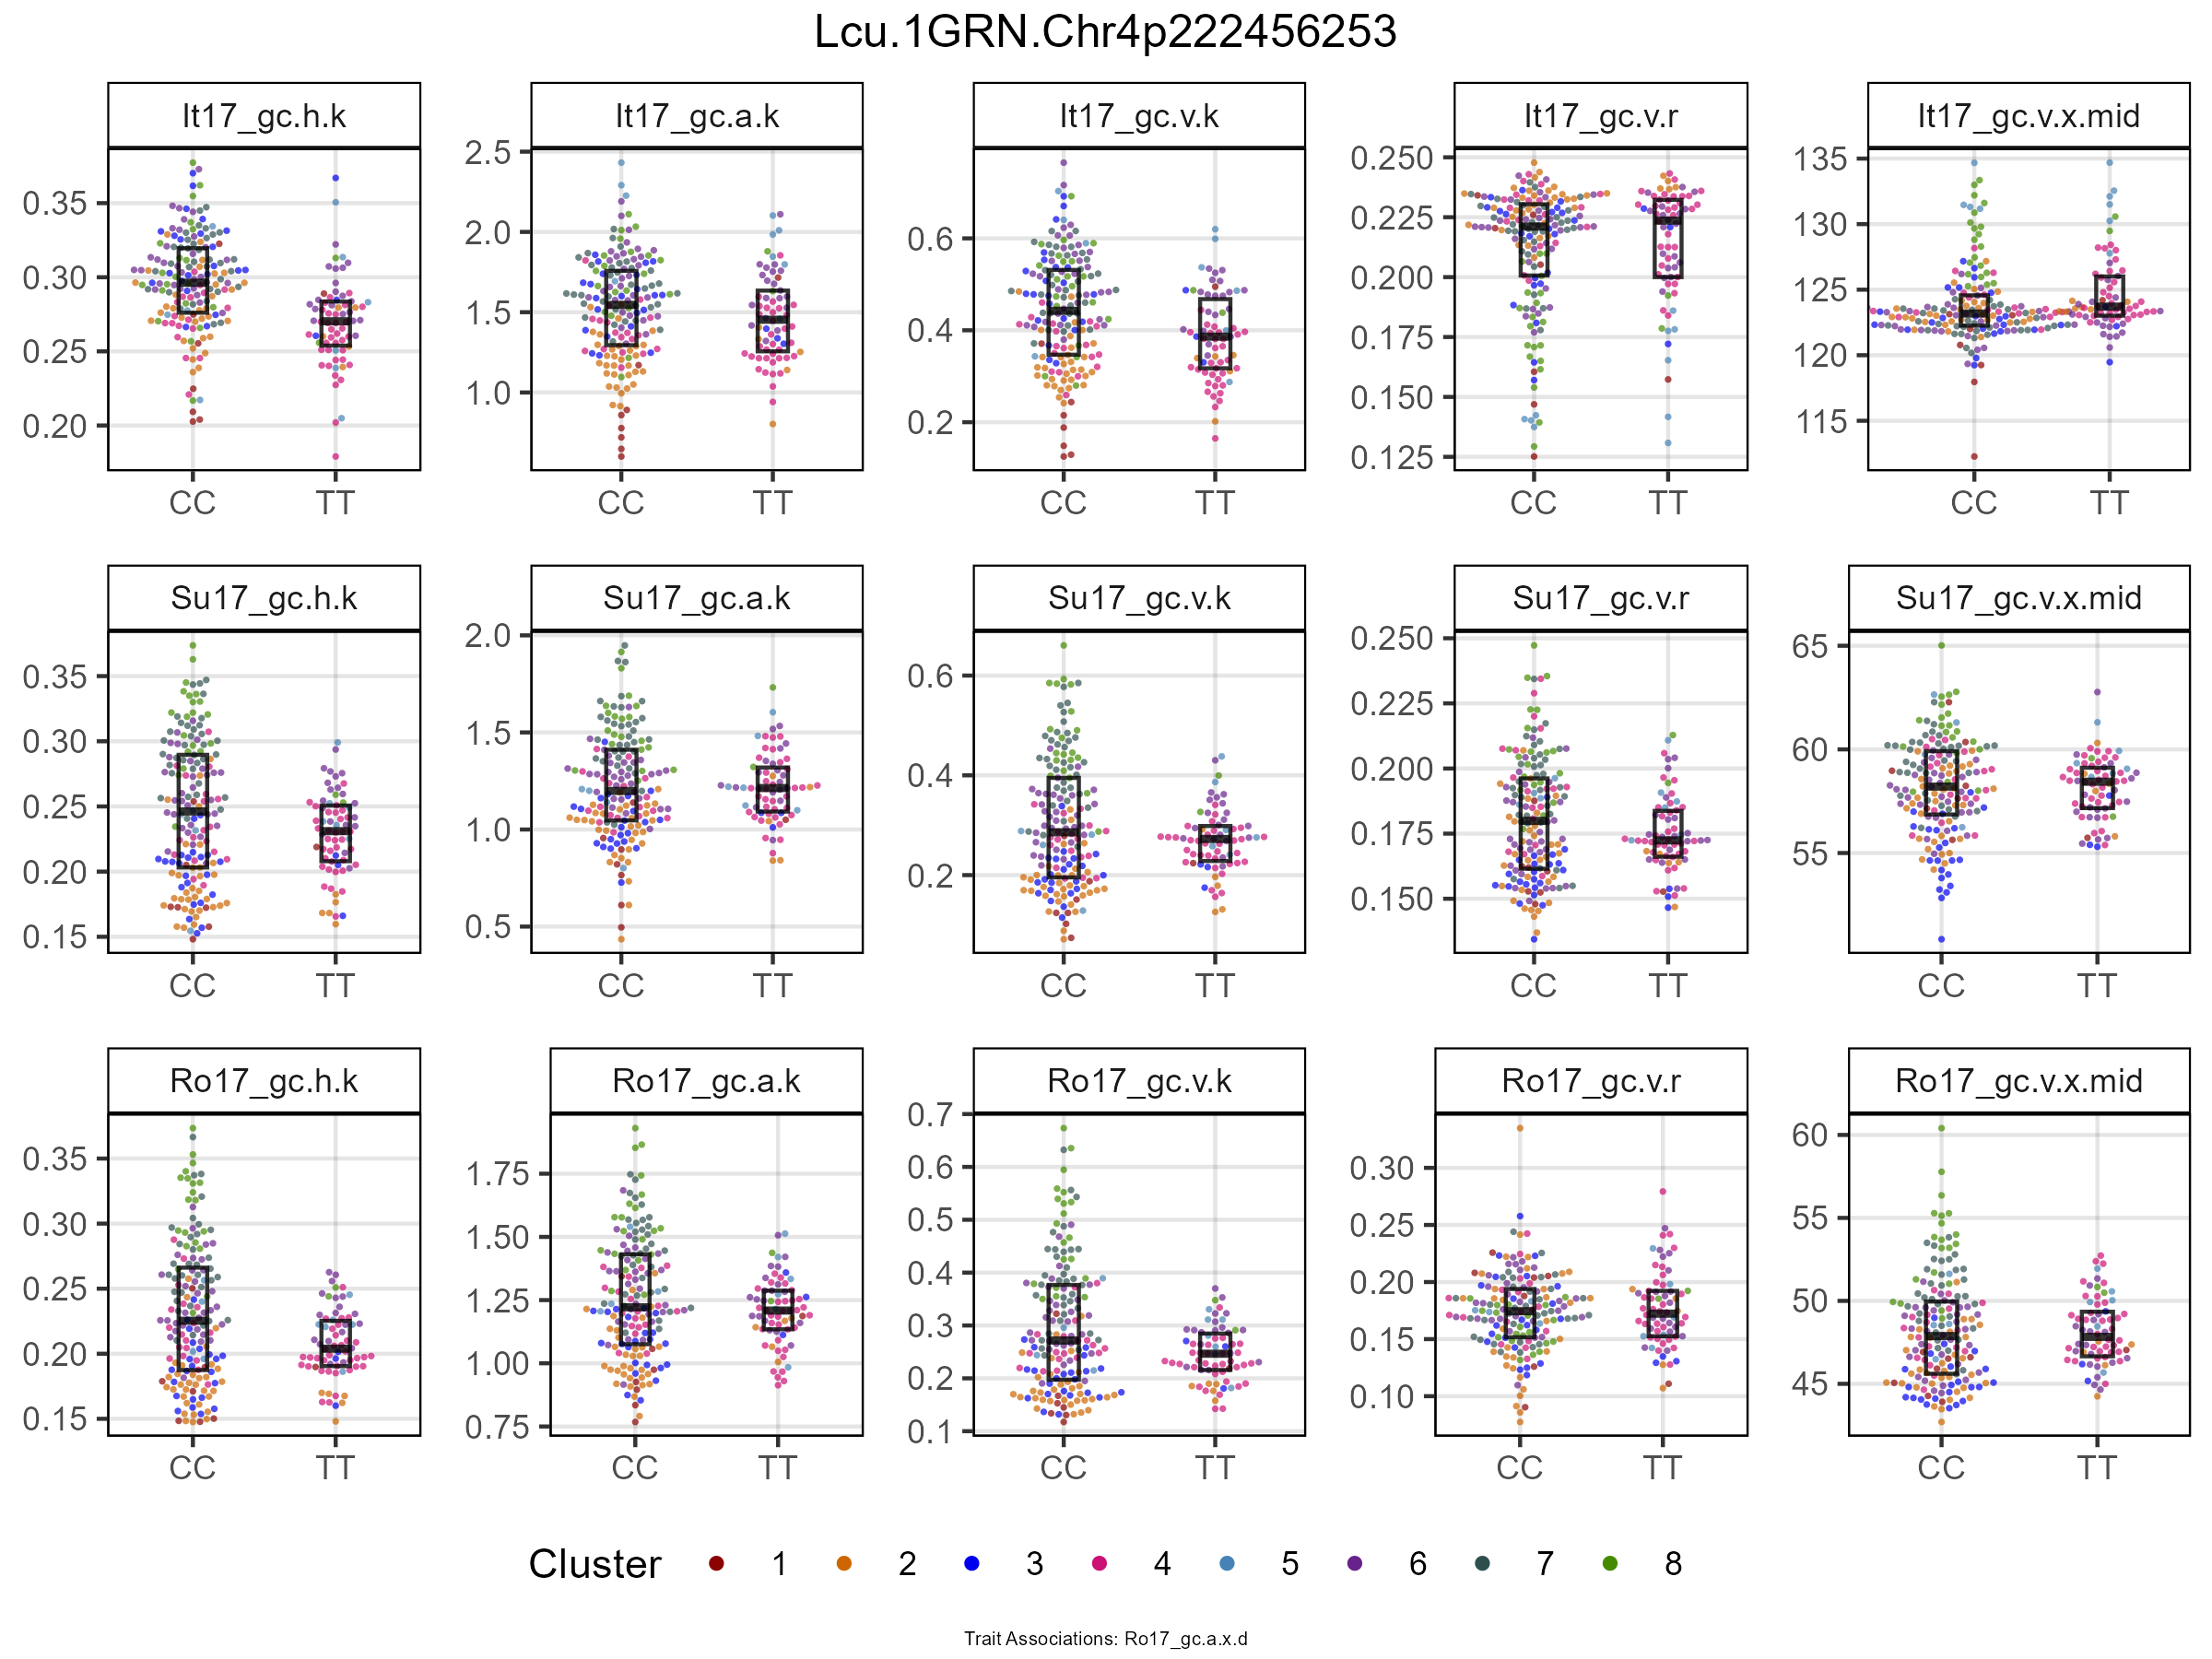 Lcu.1GRN.Chr4p222456253
It17_gc.h.k It17_gc.a.k It17_gc.v.k It17_gc.v.r It17_gc.v.x.mid
0.35 0.30 0.25 0.20
2.5 2.0 1.5 1.0
0.6 0.4 0.2
0.250 0.225 0.200 0.175 0.150 0.125
135 130 125 120 115
CC TT CC TT CC TT CC TT CC TT
Su17_gc.h.k Su17_gc.a.k Su17_gc.v.k Su17_gc.v.r Su17_gc.v.x.mid
0.35 0.30 0.25 0.20 0.15
2.0 1.5 1.0 0.5
0.6 0.4 0.2
0.250 0.225 0.200 0.175 0.150
65 60 55
CC TT CC TT CC TT CC TT CC TT
Ro17_gc.h.k Ro17_gc.a.k Ro17_gc.v.k Ro17_gc.v.r Ro17_gc.v.x.mid
0.35 0.30 0.25 0.20 0.15
1.75 1.50 1.25 1.00 0.75
0.7 0.6 0.5 0.4 0.3 0.2 0.1
0.30 0.25 0.20 0.15 0.10
60 55 50 45
CC TT CC TT CC TT CC TT CC TT
Cluster 1 2 3 4 5 6 7 8
Trait Associations: Ro17_gc.a.x.d